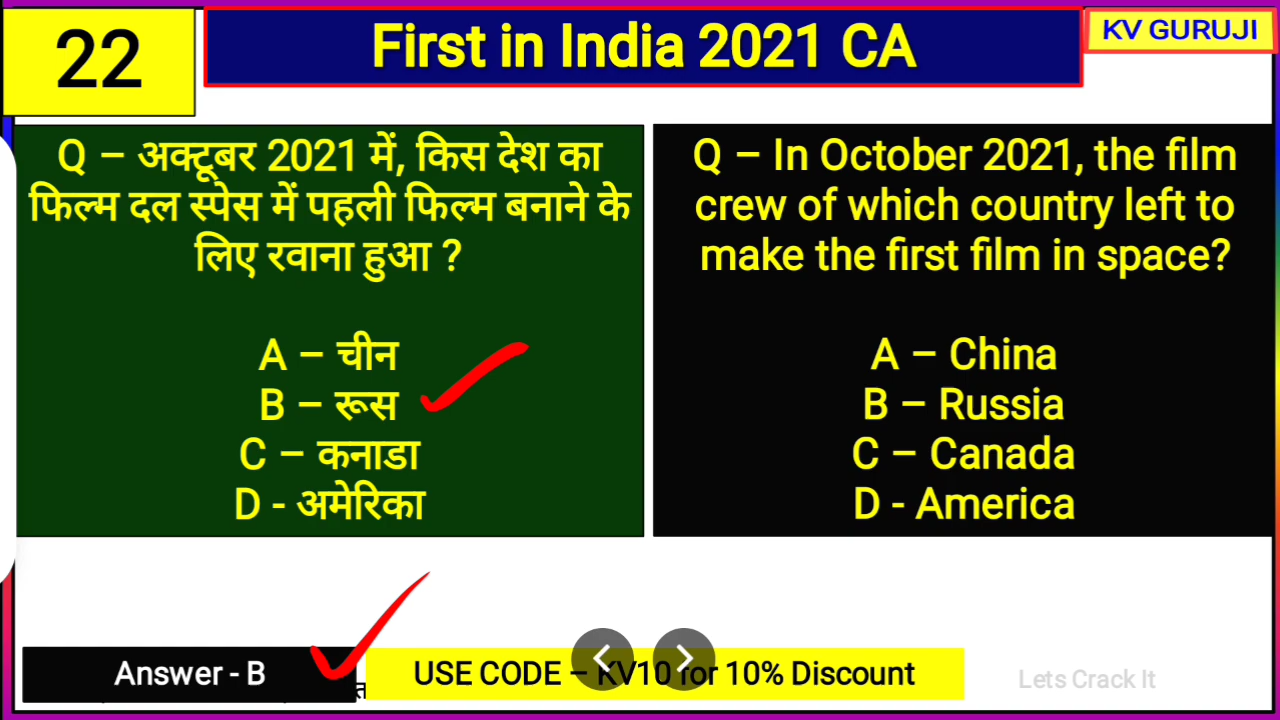 22
First in India 2021 CA
KV GURUJI
Q – अक्टूबर 2021 में, किस देश का
फिल्म दल स्पेस में पहली फिल्म बनाने के
लिए रवाना हुआ ?
A – चीन
B – रूस
C – कनाडा
D - अमेरिका
Q – In October 2021, the film
crew of which country left to
make the first film in space?
A – China
B – Russia
C – Canada
D - America
Answer - B
USE CODE – KV10 for 10% Discount
Lets Crack It